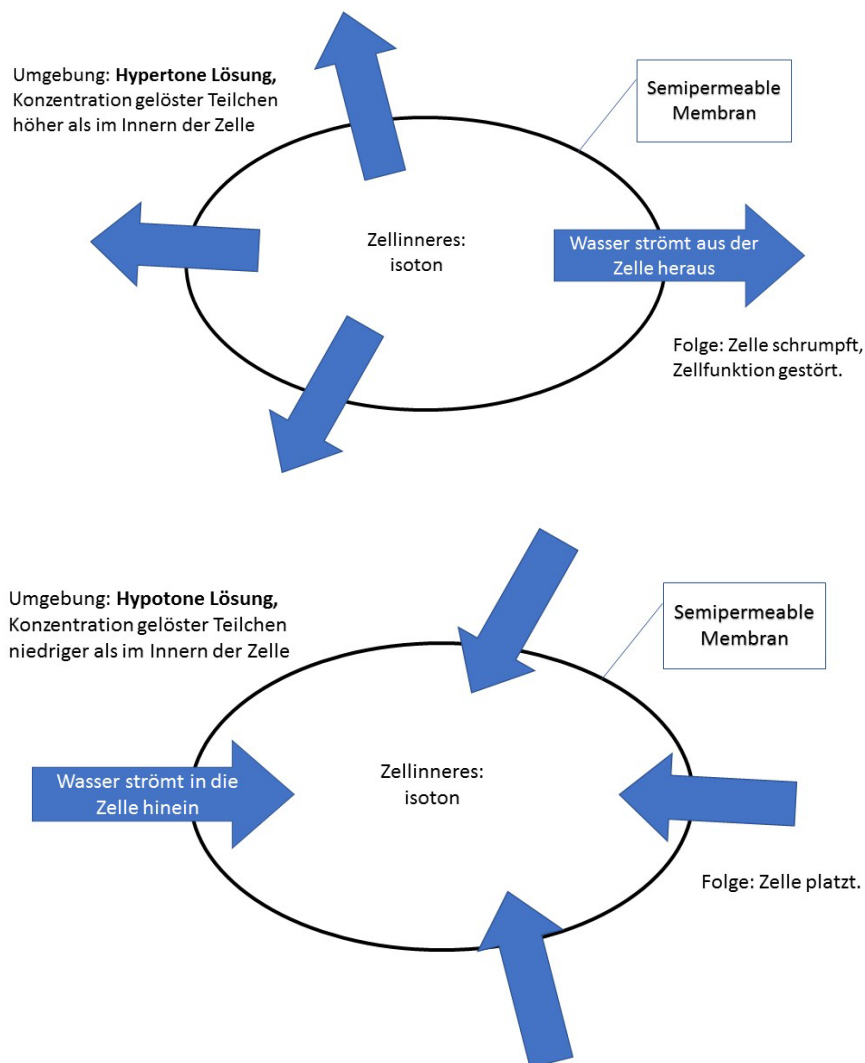 Umgebung: Hypertone Lösung,
Konzentration gelöster Teilchen
höher als im Innern der Zelle
Semipermeable
Membran
Zellinneres:
isoton
Wasser strömt aus der
Zelle heraus
Folge: Zelle schrumpft,
Zellfunktion gestört.
Umgebung: Hypotone Lösung,
Konzentration gelöster Teilchen
niedriger als im Innern der Zelle
Semipermeable
Membran
Zellinneres:
isoton
Wasser strömt in die
Zelle hinein
Folge: Zelle platzt.